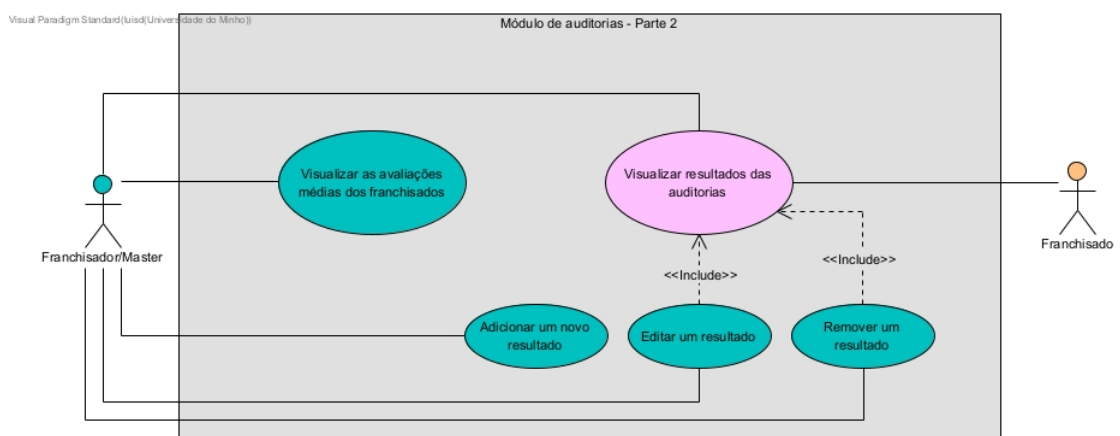 Visual Paradigm Standard(luisd(Universidade do Minho))
Módulo de auditorias - Parte 2
Visualizar as avaliações
médias dos franchisados
Visualizar resultados das
auditorias
Franchisador/Master
Franchisado
<<Include>>
<<Include>>
Adicionar um novo
resultado
Editar um resultado
Remover um
resultado